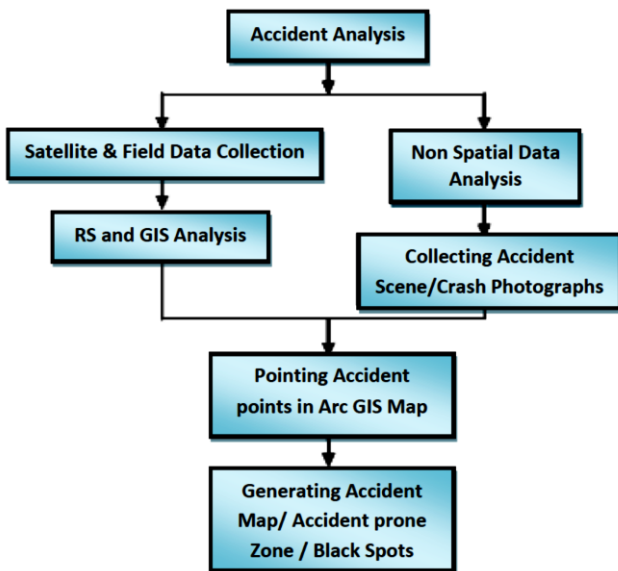 Accident Analysis
Satellite & Field Data Collection
Non Spatial Data
Analysis
RS and GIS Analysis
Collecting Accident
Scene/Crash Photographs
Pointing Accident
points in Arc GIS Map
Generating Accident
Map/ Accident prone
Zone / Black Spots